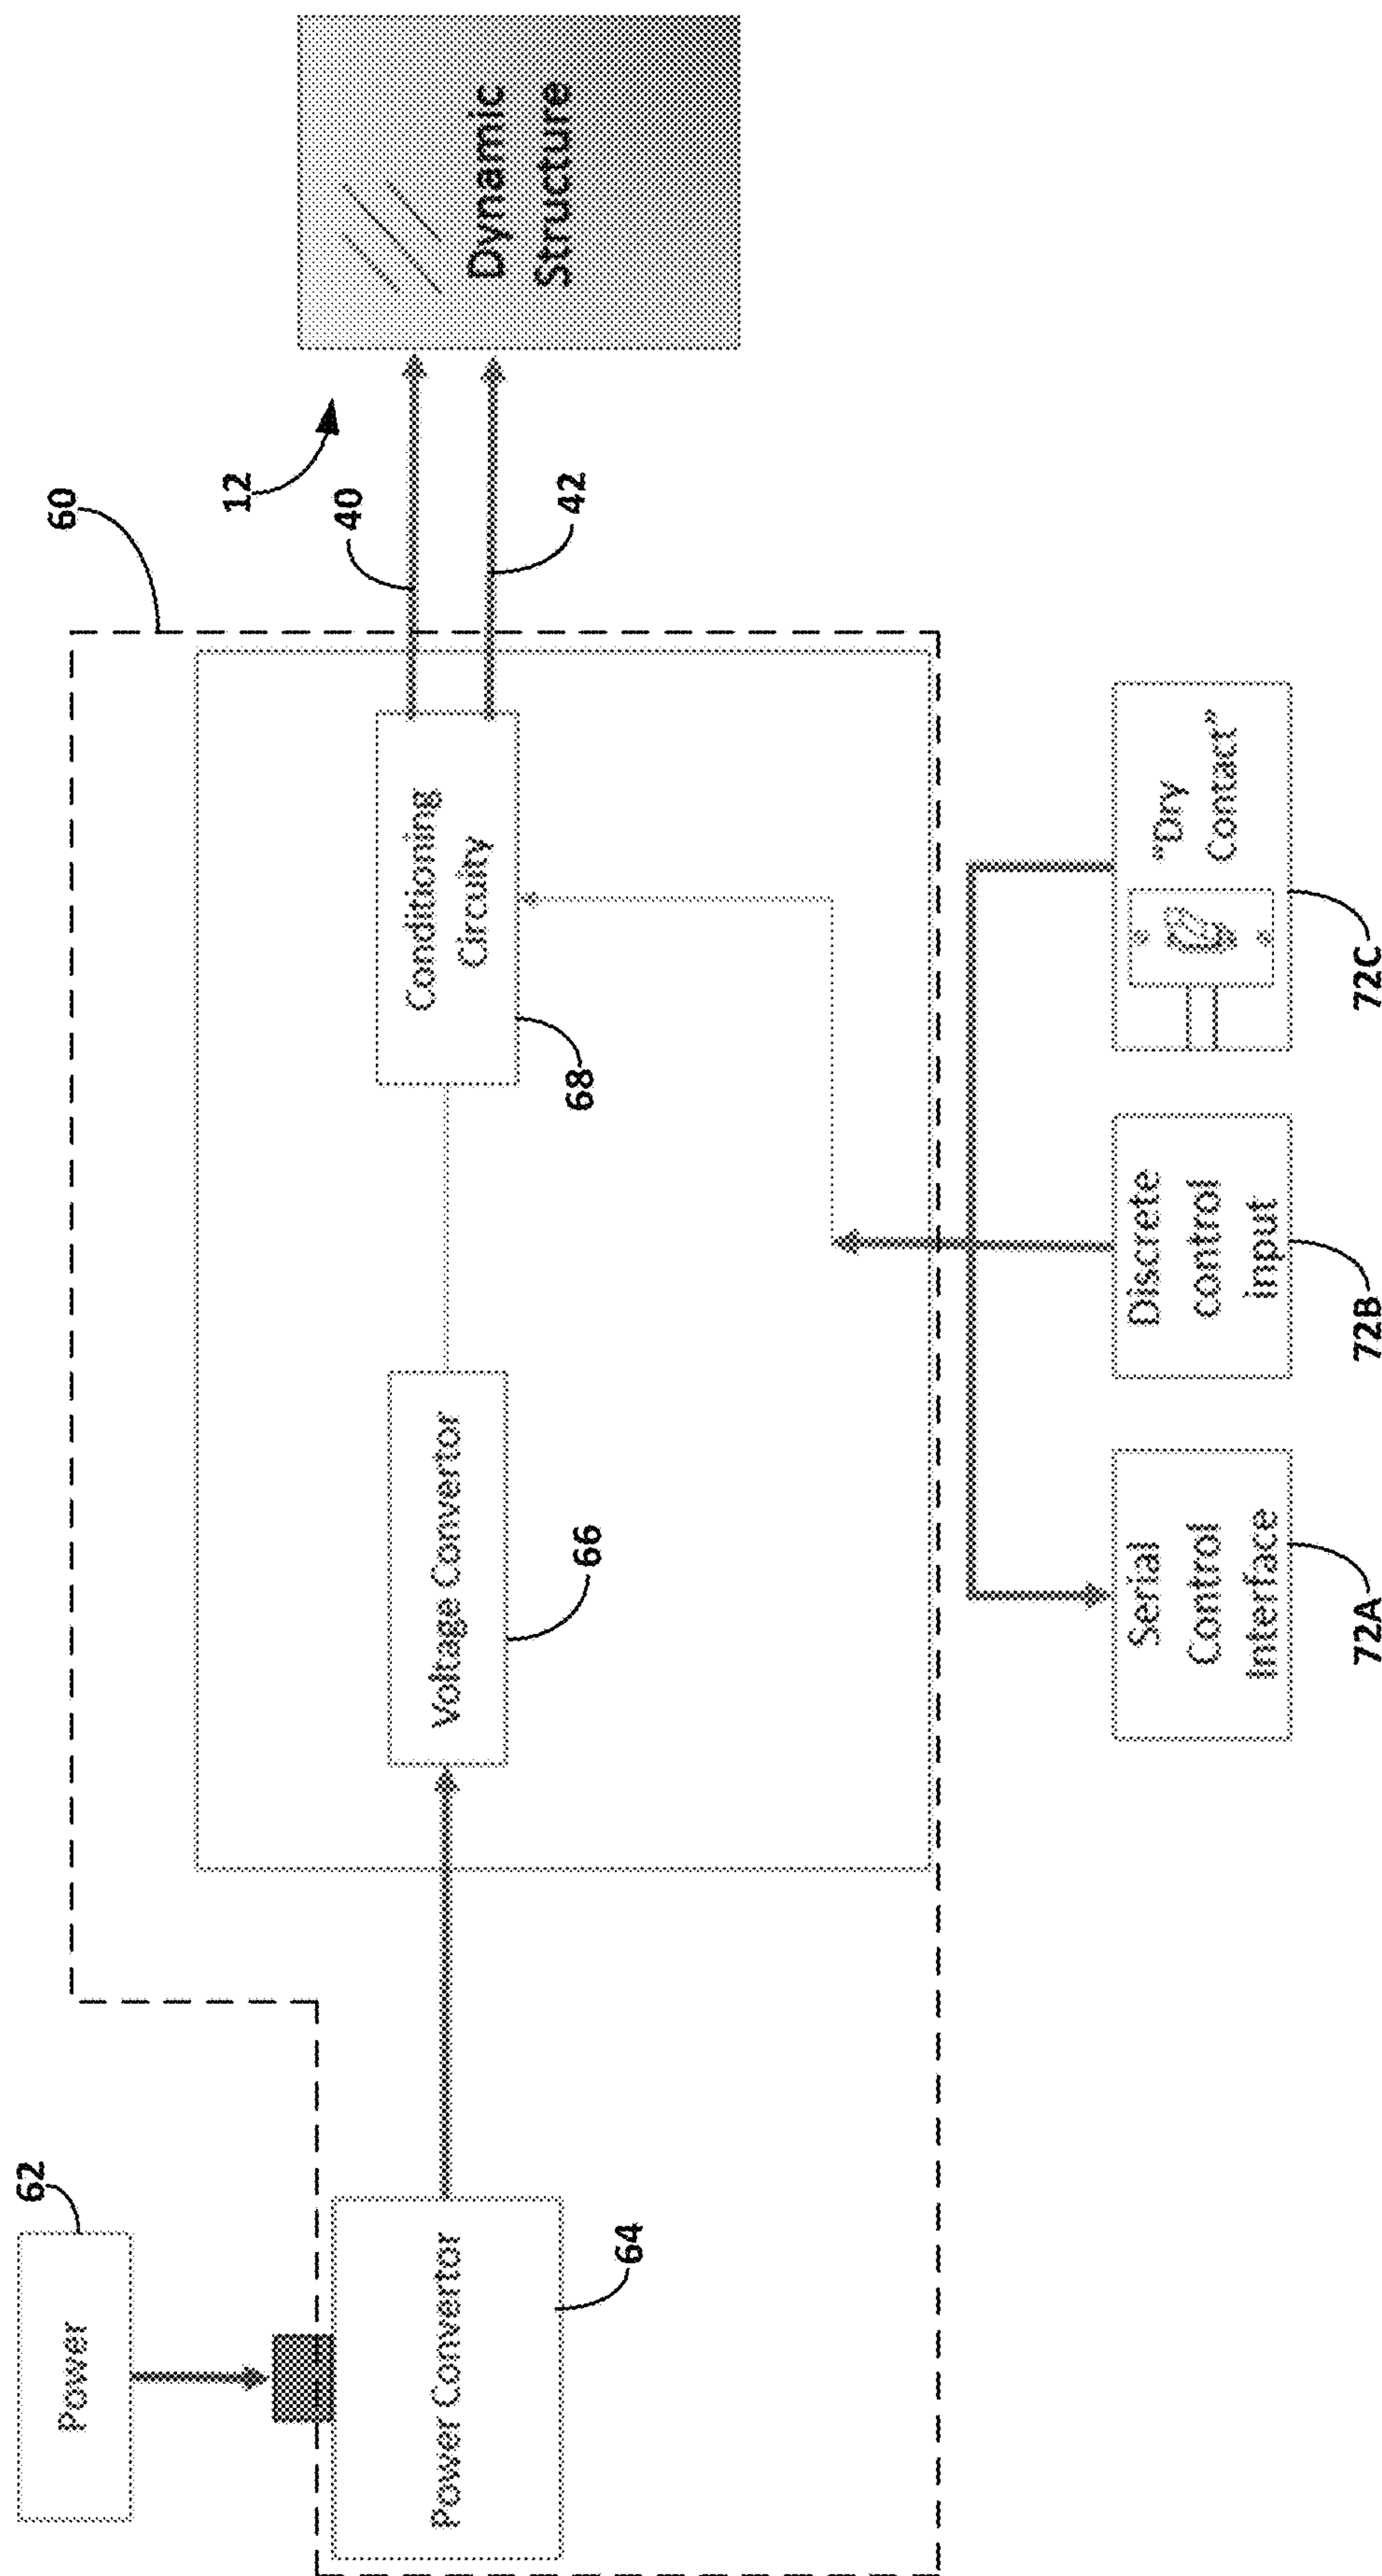 62
Power
Power Convertor
64
60
Voltage Convertor
66
Conditioning
Circuity
68
12
40
42
Dynamic
Structure
Serial
Control
Interface
72A
Discrete
control
input
72B
"Dry
Contact"
72C